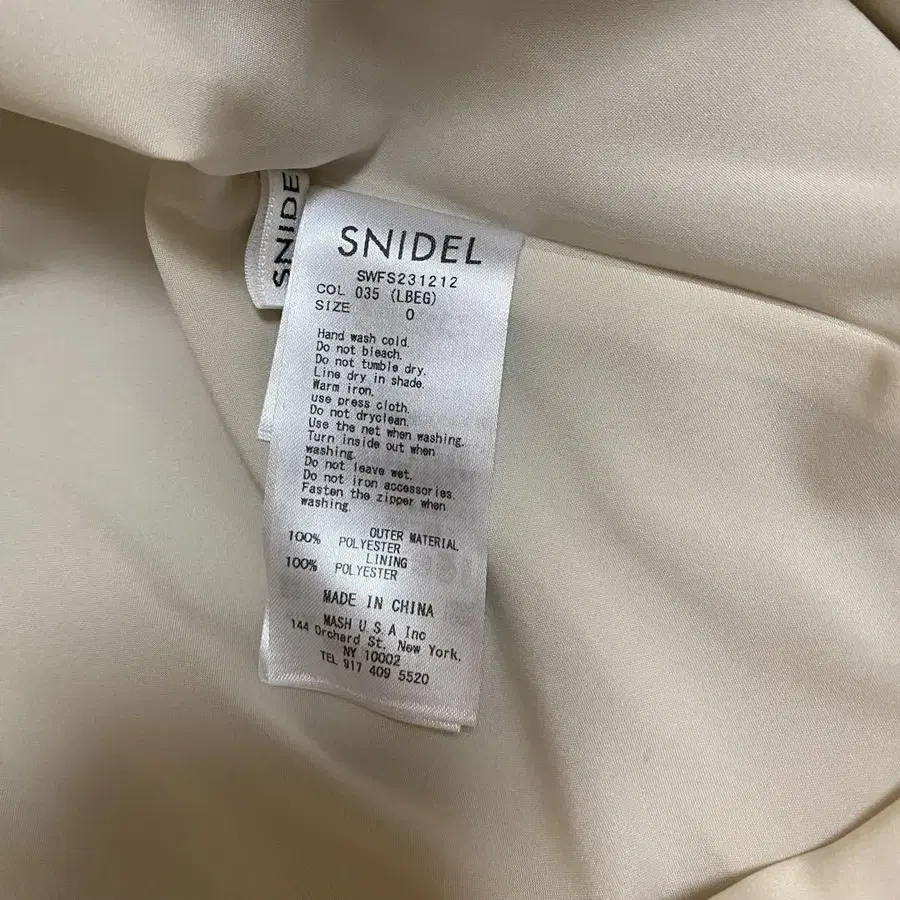 SNIDE
SNIDEL
SWFS231212
COL 035 (LBEG)
SIZE 0
Hand wash cold.
Do not bleach.
Do not tumble dry.
Line dry in shade.
Warm iron.
use press cloth.
Do not dryclean.
Use the net when washing.
Turn inside out when
washing.
Do not leave wet.
Do not iron accessories.
Fasten the zipper when
washing.
OUTER MATERIAL
100% POLYESTER
LINING
100% POLYESTER
MADE IN CHINA
MASH U.S.A Inc
144 Orchard St. New York,
NY 10002
TEL 917 409 5520